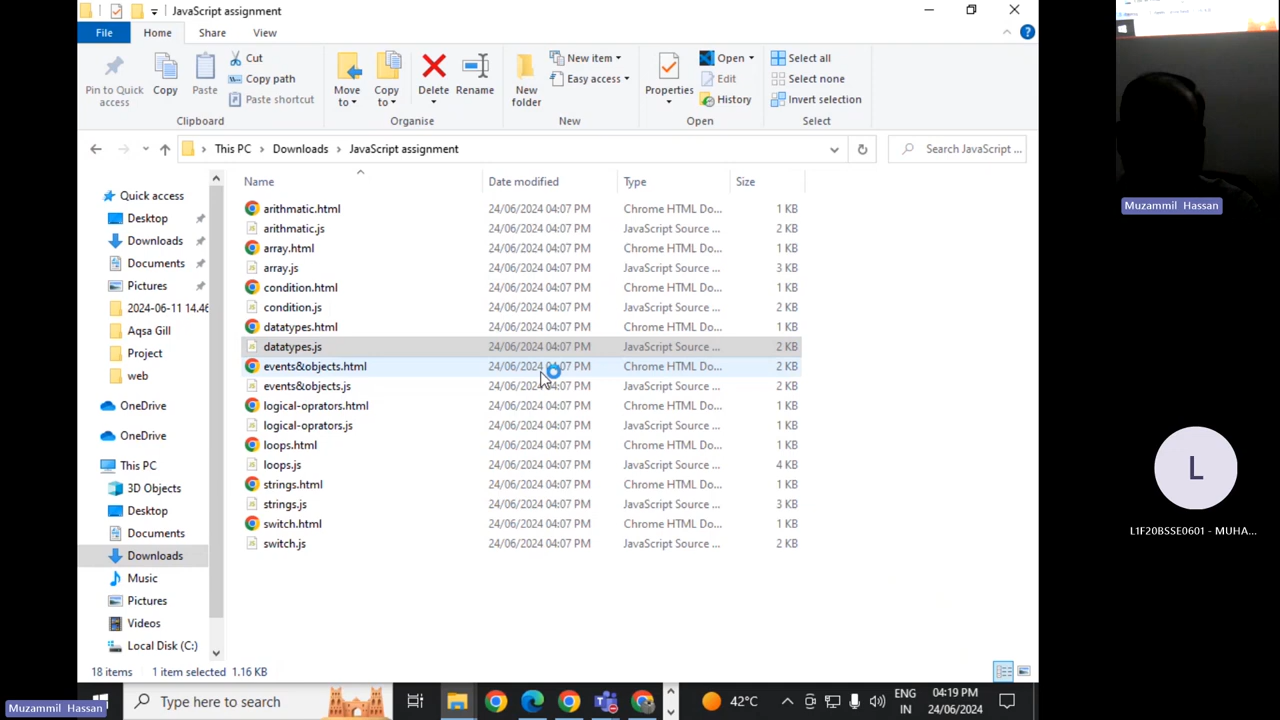 JavaScript assignment
File Home Share View
Pin to Quick access
Copy
Paste
Cut
Copy path
Paste shortcut
Clipboard
Move to
Copy to
Delete
Rename
Organise
New folder
New item
Easy access
New
Properties
Open
Edit
History
Open
Select all
Select none
Invert selection
Select
This PC > Downloads > JavaScript assignment
Search JavaScript ...
Name Date modified Type Size
arithmatic.html 24/06/2024 04:07 PM Chrome HTML Do... 1 KB
arithmatic.js 24/06/2024 04:07 PM JavaScript Source ... 2 KB
array.html 24/06/2024 04:07 PM Chrome HTML Do... 1 KB
array.js 24/06/2024 04:07 PM JavaScript Source ... 3 KB
condition.html 24/06/2024 04:07 PM Chrome HTML Do... 1 KB
condition.js 24/06/2024 04:07 PM JavaScript Source ... 2 KB
datatypes.html 24/06/2024 04:07 PM Chrome HTML Do... 1 KB
datatypes.js 24/06/2024 04:07 PM JavaScript Source ... 2 KB
events&objects.html 24/06/2024 04:07 PM Chrome HTML Do... 2 KB
events&objects.js 24/06/2024 04:07 PM JavaScript Source ... 2 KB
logical-oprators.html 24/06/2024 04:07 PM Chrome HTML Do... 1 KB
logical-oprators.js 24/06/2024 04:07 PM JavaScript Source ... 2 KB
loops.html 24/06/2024 04:07 PM Chrome HTML Do... 1 KB
loops.js 24/06/2024 04:07 PM JavaScript Source ... 4 KB
strings.html 24/06/2024 04:07 PM Chrome HTML Do... 1 KB
strings.js 24/06/2024 04:07 PM JavaScript Source ... 3 KB
switch.html 24/06/2024 04:07 PM Chrome HTML Do... 1 KB
switch.js 24/06/2024 04:07 PM JavaScript Source ... 2 KB
Quick access
Desktop
Downloads
Documents
Pictures
2024-06-11 14.46
Aqsa Gill
Project
web
OneDrive
OneDrive
This PC
3D Objects
Desktop
Documents
Downloads
Music
Pictures
Videos
Local Disk (C:)
18 items 1 item selected 1.16 KB
Type here to search
42°C
ENG
IN
04:19 PM
24/06/2024
Muzammil Hassan
Muzammil Hassan
L
L1F20BSSE0601 - MUHA...